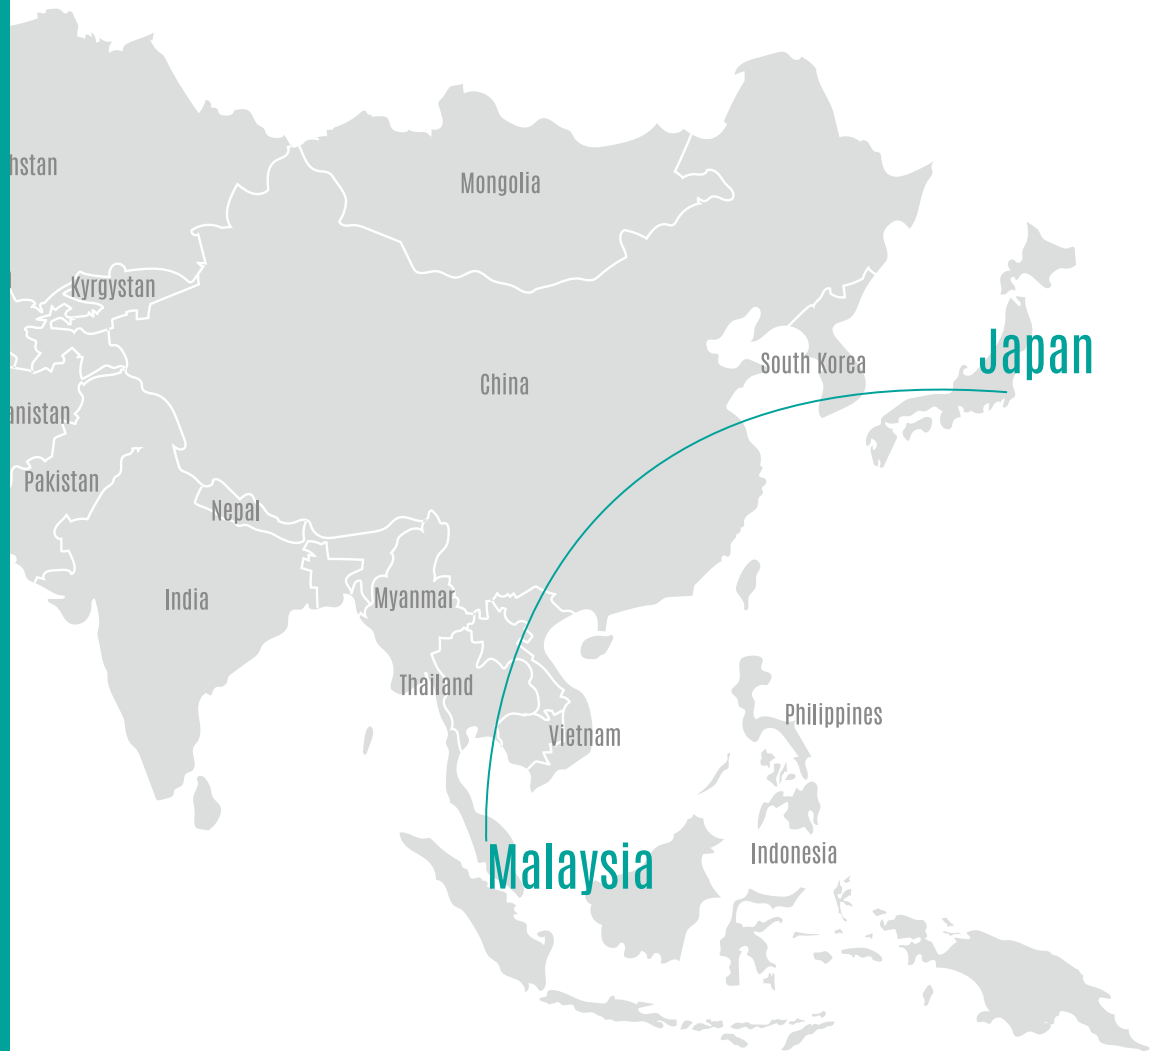 hstan
Mongolia
Kyrgystan
Japan
South Korea
China
anistan
Pakistan
Nepal
India
Myanmar
Thailand
Philippines
Vietnam
Indonesia
Malaysia